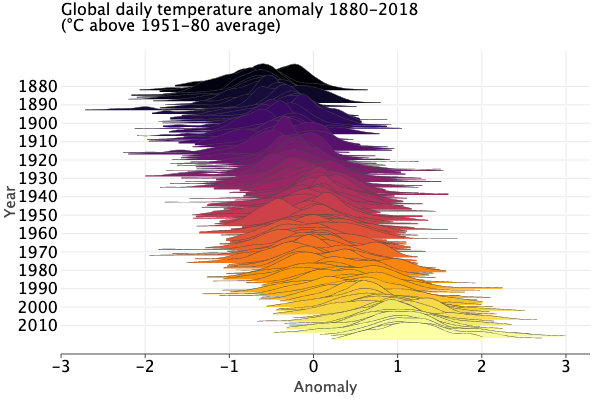 Global daily temperature anomaly 1880-2018
(°C above 1951-80 average)
1880
1890
1900
1910
1920
1930
1940
1950
1960
1970
1980
1990
2000
2010
Year
−3 −2 −1 0 1 2 3
Anomaly